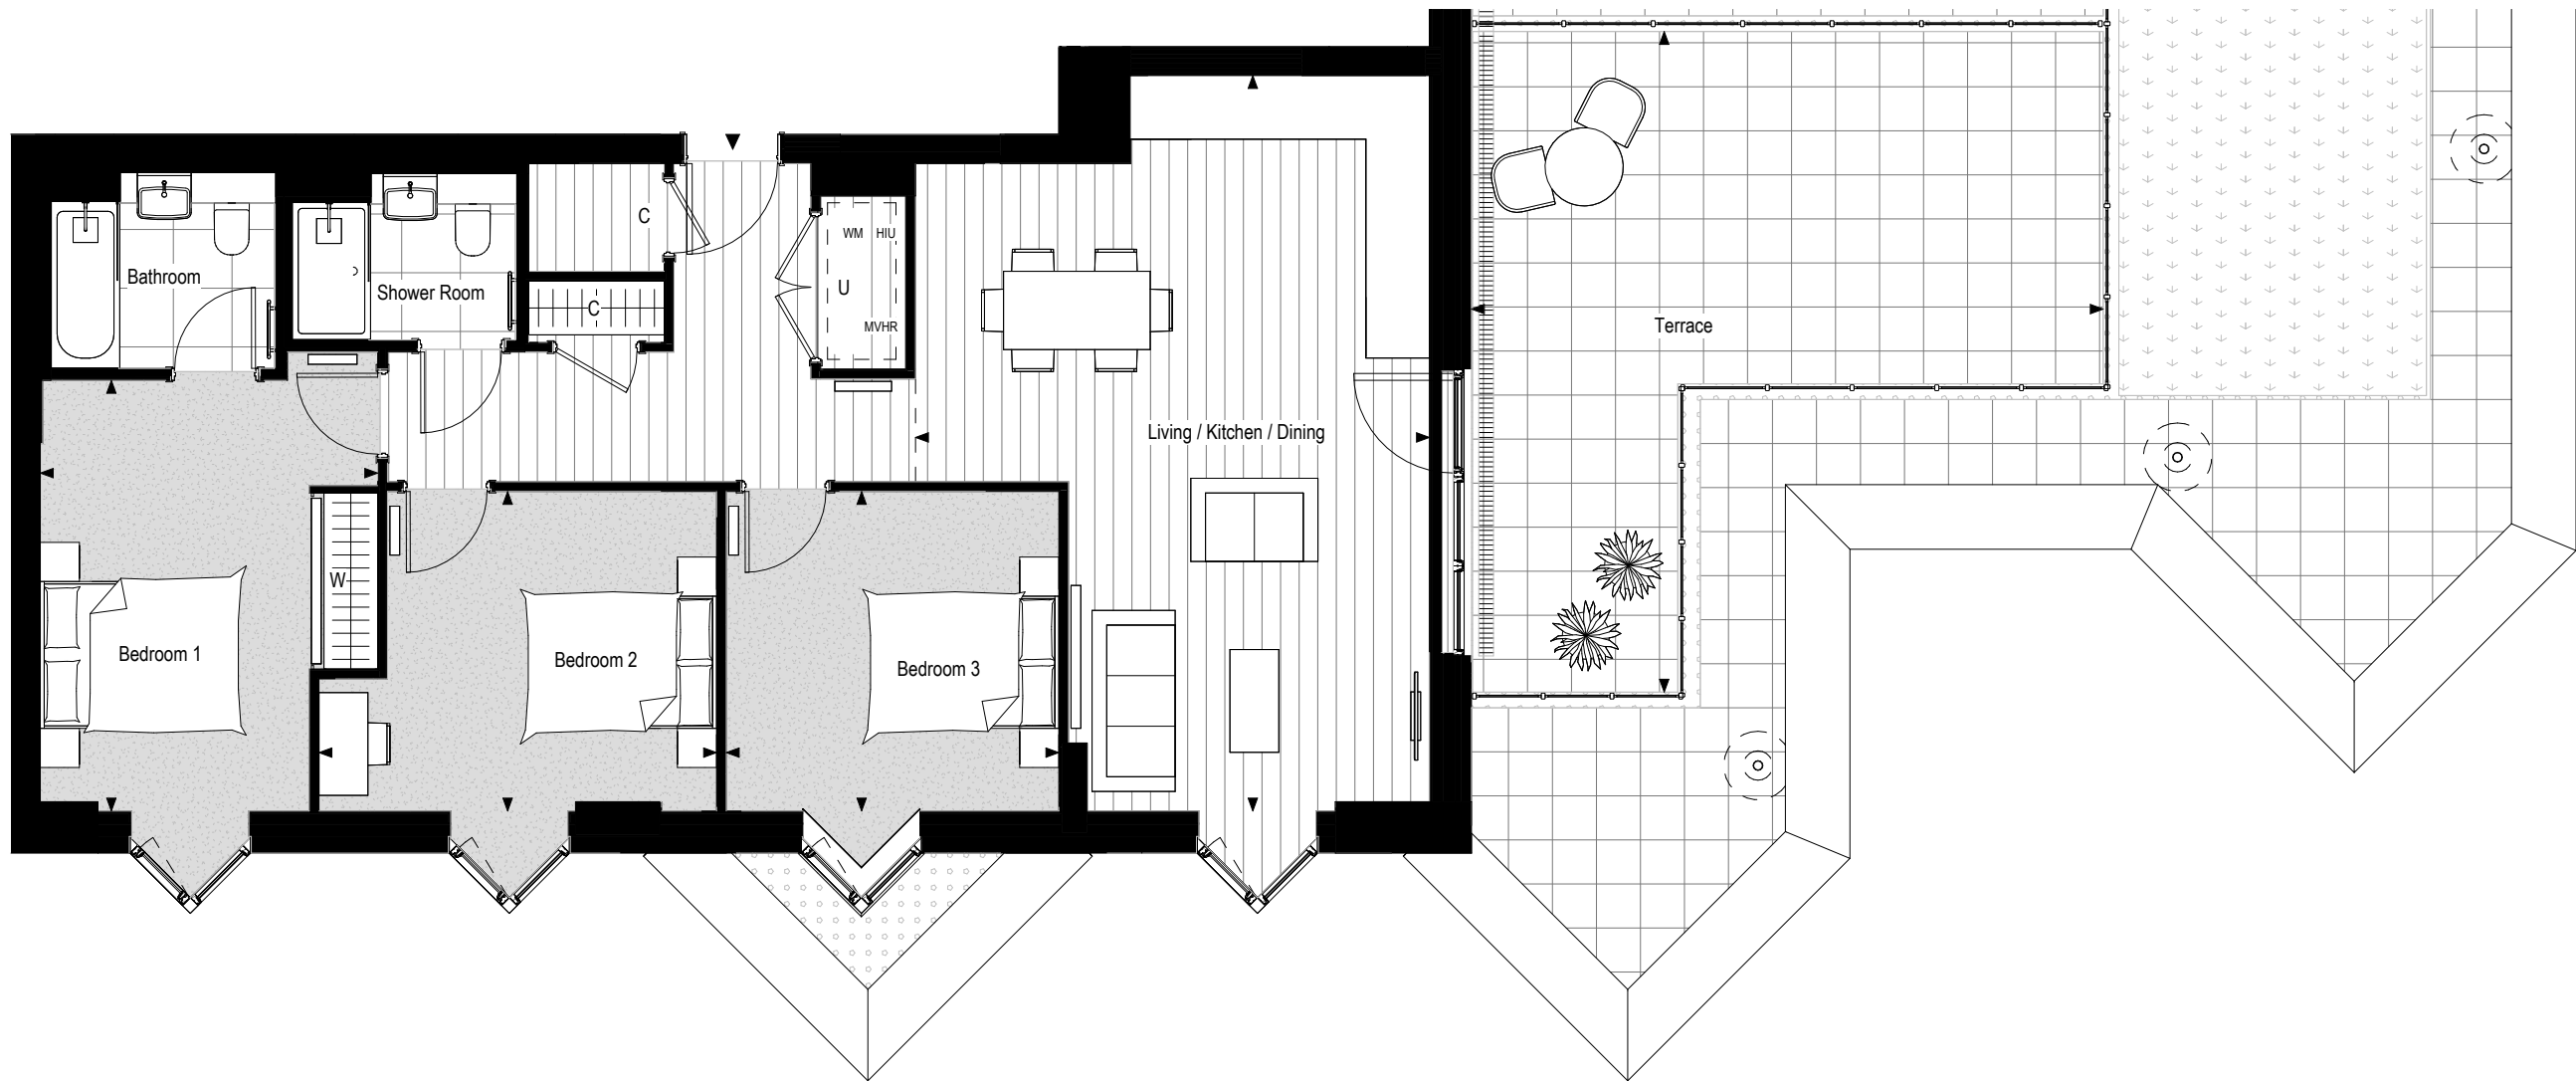 Bathroom
Shower Room
C
C
WM HIU
U
MVHR
Living / Kitchen / Dining
Terrace
W
Bedroom 1
Bedroom 2
Bedroom 3